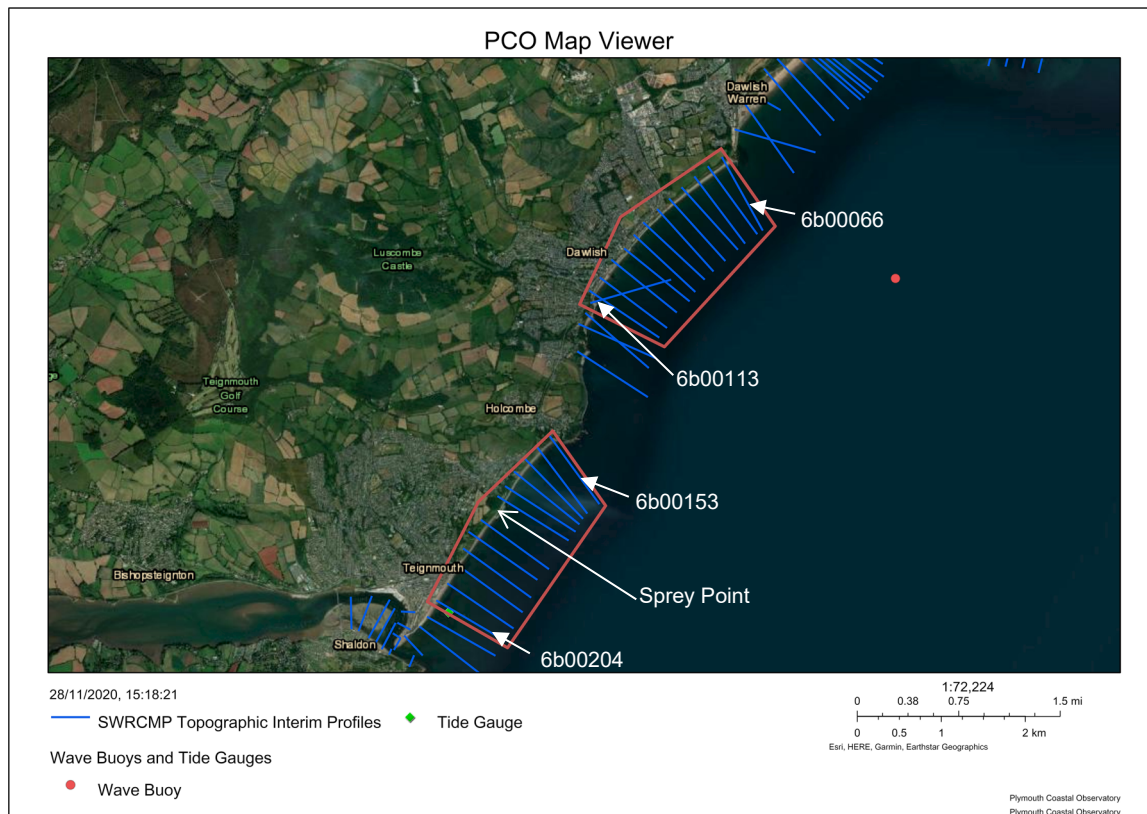 PCO Map Viewer
Dawlish
Warren
6b00066
Luscombe
Castle
Dawlish
6b00113
Teignmouth
Golf
Course
Holcombe
6b00153
Teignmouth
Bishopsteignton
Sprey Point
Shaldon
6b00204
28/11/2020, 15:18:21
SWRCMP Topographic Interim Profiles
Tide Gauge
Wave Buoys and Tide Gauges
Wave Buoy
1:72,224
0 0.38 0.75 1.5 mi
0 0.5 1 2 km
Esri, HERE, Garmin, Earthstar Geographics
Plymouth Coastal Observatory
Plymouth Coastal Observatory